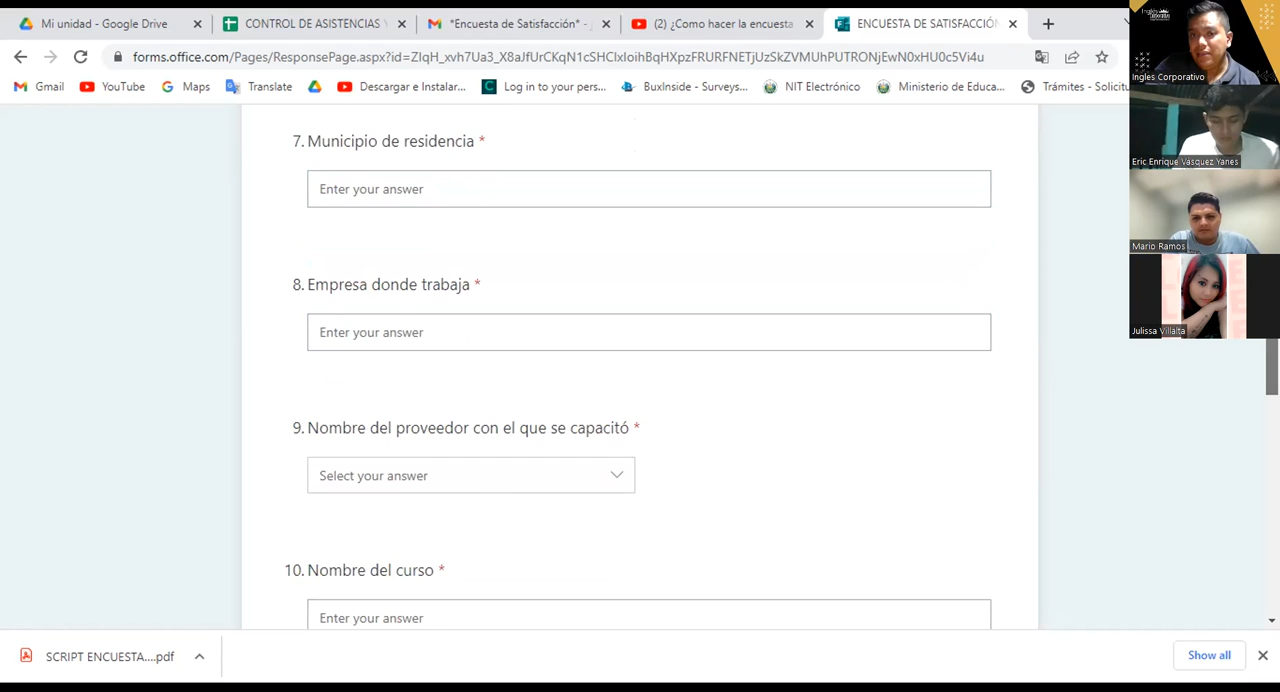 Mi unidad - Google Drive
CONTROL DE ASISTENCIAS
*Encuesta de Satisfacción* -
(2) ¿Como hacer la encuesta
ENCUESTA DE SATISFACCIÓN
forms.office.com/Pages/ResponsePage.aspx?id=ZIqH_xvh7Ua3_X8aJfUrCKqN1cSHClxIoihBqHXpzFRURFNETjUzSkZVMUhPUTRONjEwN0xHU0c5Vi4u
Gmail
YouTube
Maps
Translate
Descargar e Instalar...
Log in to your pers...
BuxInside - Surveys...
NIT Electrónico
Ministerio de Educa...
Trámites - Solicitu
Ingles Corporativo
Eric Enrique Vásquez Yanes
Mario Ramos
Julissa Villalta
7. Municipio de residencia *
Enter your answer
8. Empresa donde trabaja *
Enter your answer
9. Nombre del proveedor con el que se capacitó *
Select your answer
10. Nombre del curso *
Enter your answer
SCRIPT ENCUESTA....pdf
Show all